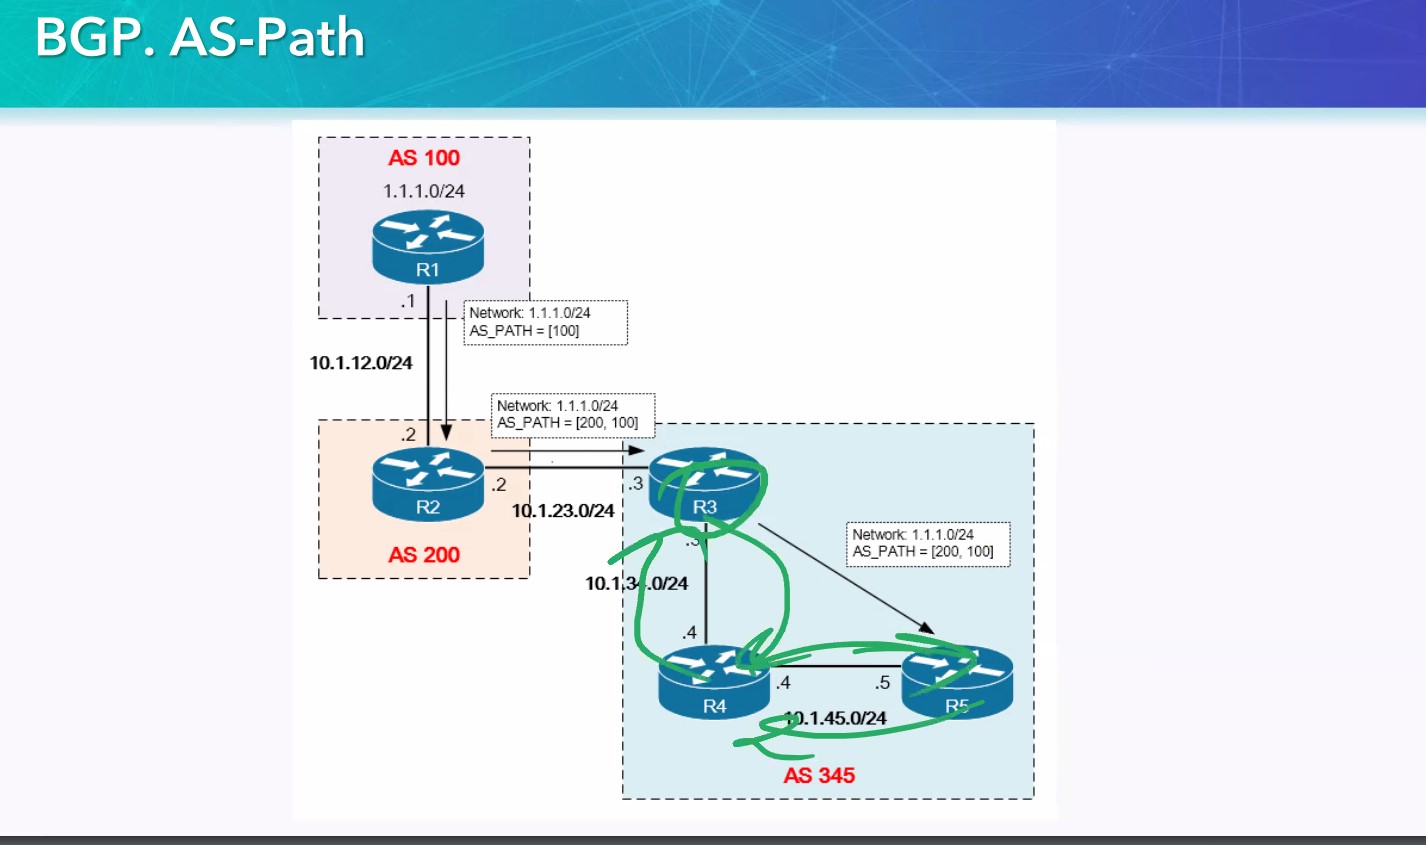 BGP. AS-Path
AS 100
1.1.1.0/24
R1
.1
Network: 1.1.1.0/24
AS_PATH = [100]
10.1.12.0/24
Network: 1.1.1.0/24
AS_PATH = [200, 100]
.2
R2
.2
10.1.23.0/24
.3
R3
AS 200
.3
Network: 1.1.1.0/24
AS_PATH = [200, 100]
10.1.34.0/24
.4
R4
.4
.5
R5
10.1.45.0/24
AS 345